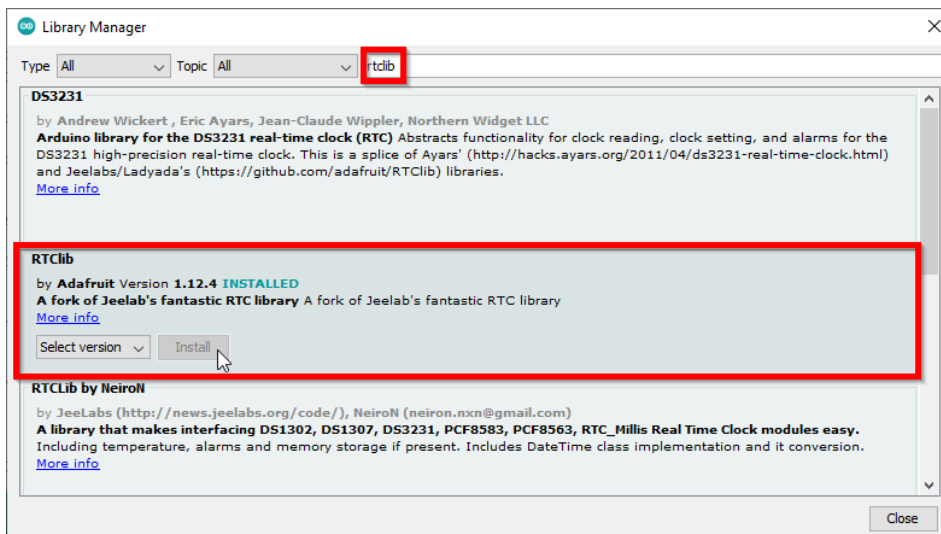 Library Manager
Type All Topic All rtclib
DS3231
by Andrew Wickert , Eric Ayars, Jean-Claude Wippler, Northern Widget LLC
Arduino library for the DS3231 real-time clock (RTC) Abstracts functionality for clock reading, clock setting, and alarms for the
DS3231 high-precision real-time clock. This is a splice of Ayars' (http://hacks.ayars.org/2011/04/ds3231-real-time-clock.html)
and Jeelabs/Ladyada's (https://github.com/adafruit/RTClib) libraries.
More info
RTClib
by Adafruit Version 1.12.4 INSTALLED
A fork of Jeelab's fantastic RTC library A fork of Jeelab's fantastic RTC library
More info
Select version Install
RTCLib by NeiroN
by JeeLabs (http://news.jeelabs.org/code/), NeiroN (neiron.nxn@gmail.com)
A library that makes interfacing DS1302, DS1307, DS3231, PCF8583, PCF8563, RTC_Millis Real Time Clock modules easy.
Including temperature, alarms and memory storage if present. Includes DateTime class implementation and it conversion.
More info
Close